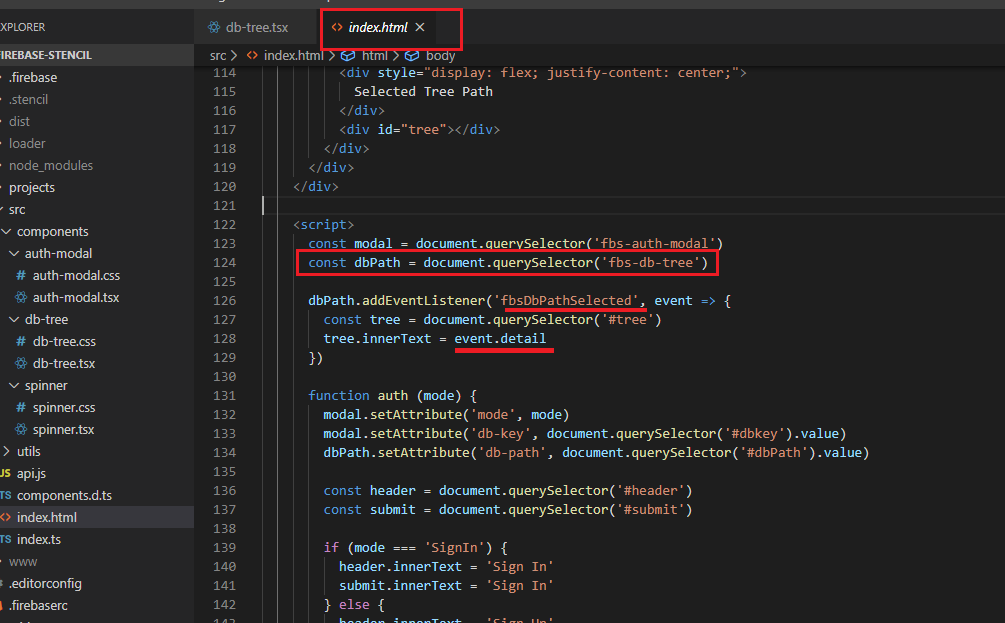 XPLORER
db-tree.tsx
<> index.html ×
IREBASE-STENCIL
src > <> index.html > html > body
.firebase
.stencil
dist
loader
node_modules
projects
src
components
auth-modal
# auth-modal.css
auth-modal.tsx
db-tree
# db-tree.css
db-tree.tsx
spinner
# spinner.css
spinner.tsx
> utils
JS api.js
TS components.d.ts
<> index.html
TS index.ts
www
.editorconfig
.firebaserc
114 <div style="display: flex; justify-content: center;">
115 Selected Tree Path
116 </div>
117 <div id="tree"></div>
118 </div>
119 </div>
120 </div>
121
122 <script>
123 const modal = document.querySelector('fbs-auth-modal')
124 const dbPath = document.querySelector('fbs-db-tree')
125
126 dbPath.addEventListener('fbsDbPathSelected', event => {
127 const tree = document.querySelector('#tree')
128 tree.innerText = event.detail
129 })
130
131 function auth (mode) {
132 modal.setAttribute('mode', mode)
133 modal.setAttribute('db-key', document.querySelector('#dbkey').value)
134 dbPath.setAttribute('db-path', document.querySelector('#dbPath').value)
135
136 const header = document.querySelector('#header')
137 const submit = document.querySelector('#submit')
138
139 if (mode === 'SignIn') {
140 header.innerText = 'Sign In'
141 submit.innerText = 'Sign In'
142 } else {
143 header.innerText = 'Sign Up'